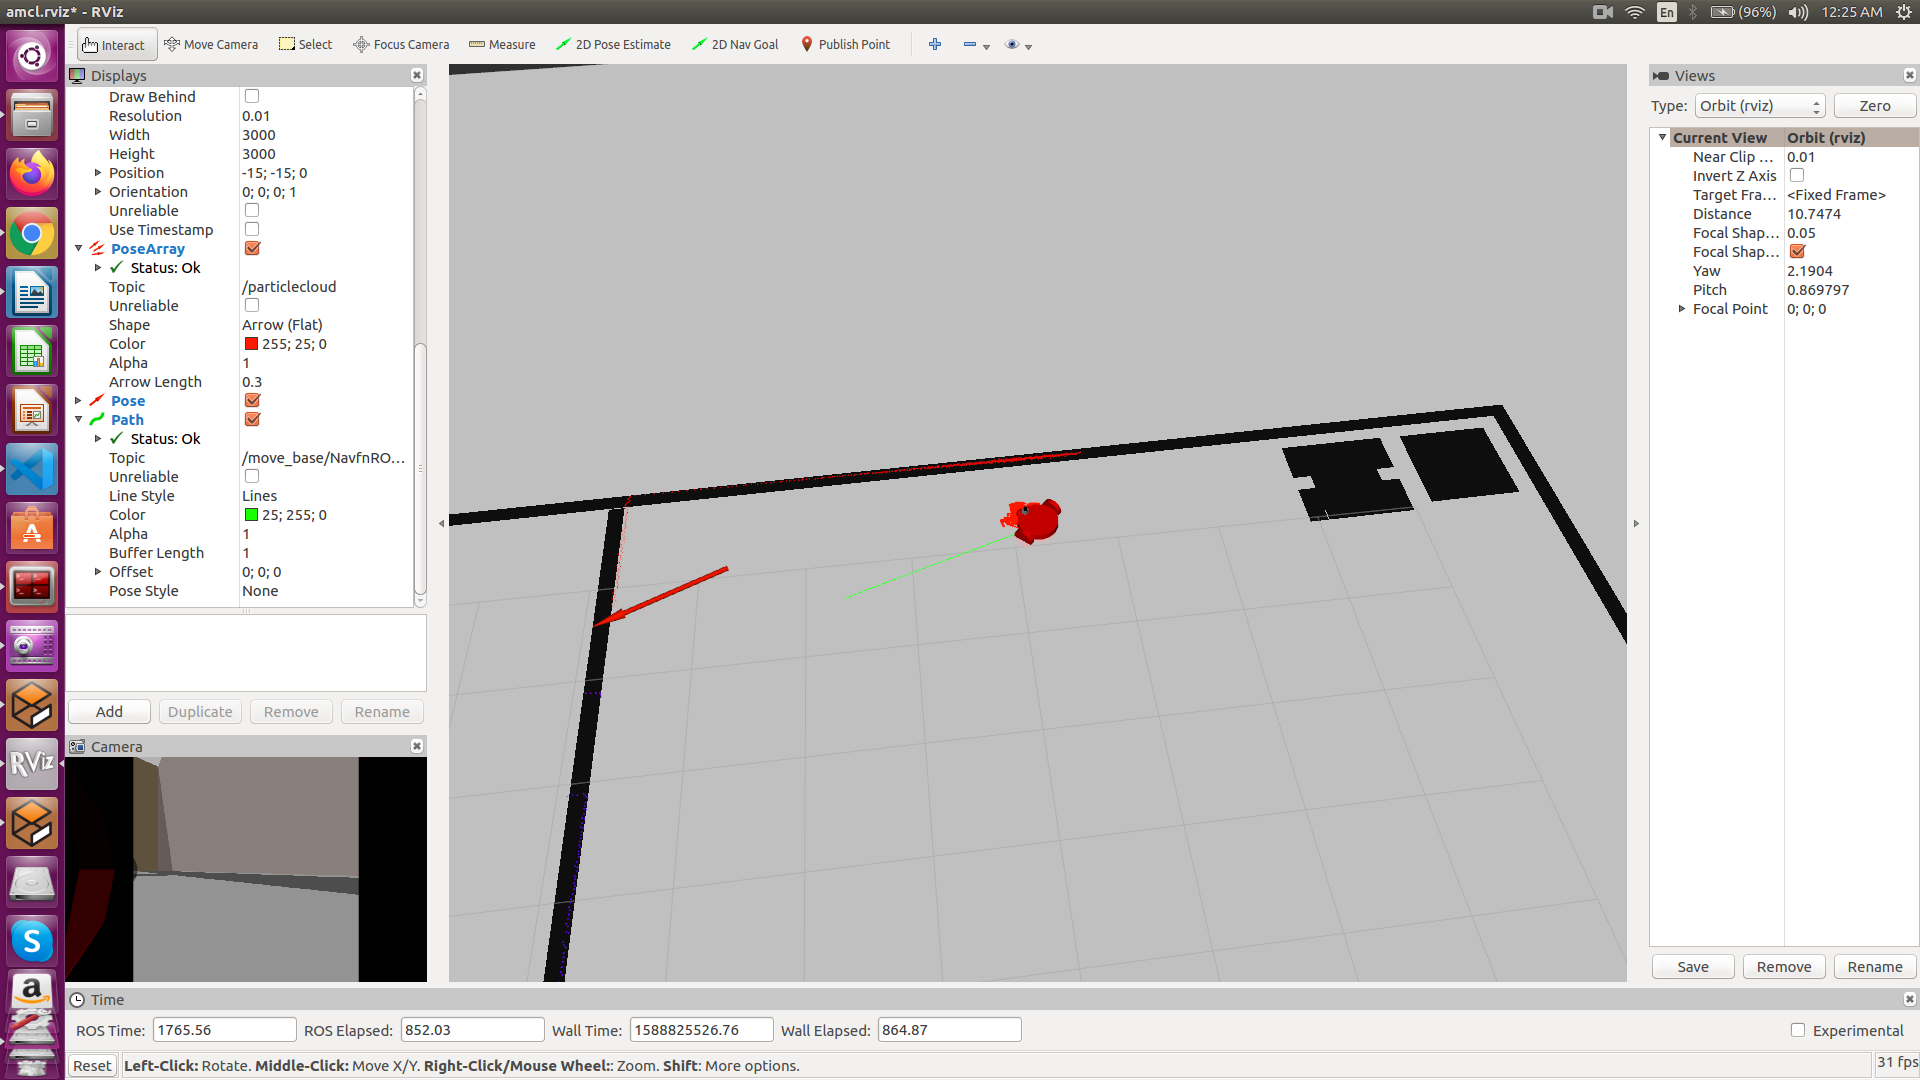 amcl.rviz* - RViz
En (96%) 12:25 AM
Interact Move Camera Select Focus Camera Measure 2D Pose Estimate 2D Nav Goal Publish Point
Displays
Draw Behind
Resolution 0.01
Width 3000
Height 3000
Position -15; -15; 0
Orientation 0; 0; 0; 1
Unreliable
Use Timestamp
PoseArray
Status: Ok
Topic /particlecloud
Unreliable
Shape Arrow (Flat)
Color 255; 25; 0
Alpha 1
Arrow Length 0.3
Pose
Path
Status: Ok
Topic /move_base/NavfnRO...
Unreliable
Line Style Lines
Color 25; 255; 0
Alpha 1
Buffer Length 1
Offset 0; 0; 0
Pose Style None
Add Duplicate Remove Rename
Camera
RViz
S
a
Views
Type: Orbit (rviz) Zero
Current View Orbit (rviz)
Near Clip ... 0.01
Invert Z Axis
Target Fra... <Fixed Frame>
Distance 10.7474
Focal Shap... 0.05
Focal Shap...
Yaw 2.1904
Pitch 0.869797
Focal Point 0; 0; 0
Save Remove Rename
Time
ROS Time: 1765.56 ROS Elapsed: 852.03 Wall Time: 1588825526.76 Wall Elapsed: 864.87 Experimental
Reset Left-Click: Rotate. Middle-Click: Move X/Y. Right-Click/Mouse Wheel:: Zoom. Shift: More options. 31 fps